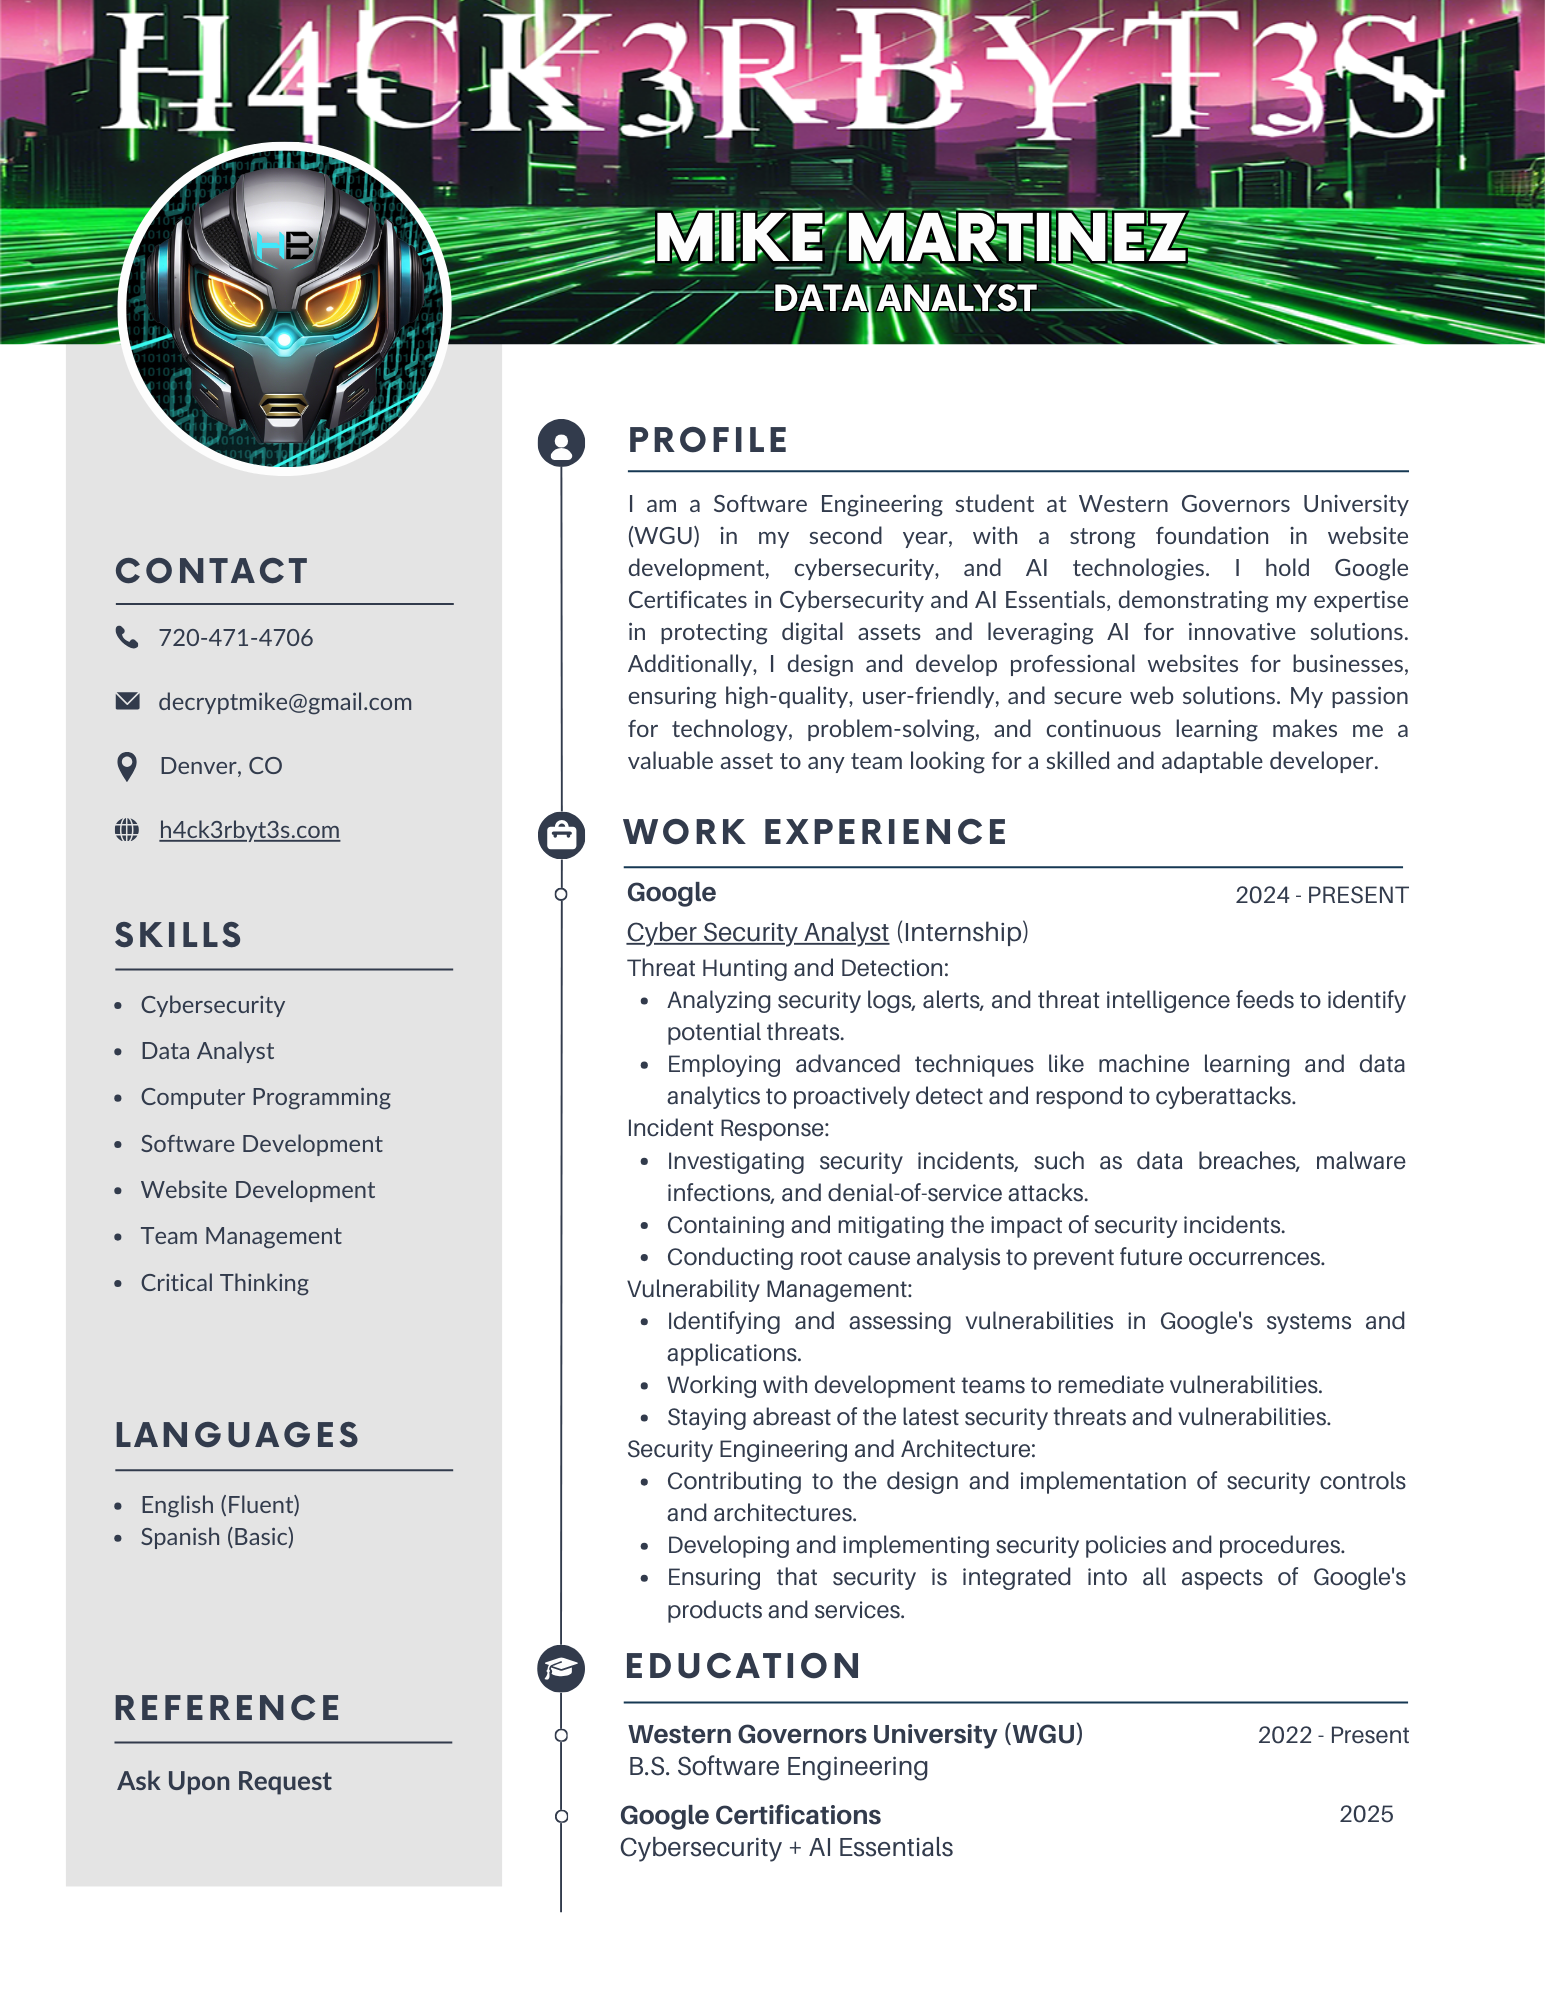 H4CK3RBYT3S
MIKE MARTINEZ
DATA ANALYST
HB
CONTACT
720-471-4706
decryptmike@gmail.com
Denver, CO
h4ck3rbyt3s.com
SKILLS
• Cybersecurity
• Data Analyst
• Computer Programming
• Software Development
• Website Development
• Team Management
• Critical Thinking
LANGUAGES
• English (Fluent)
• Spanish (Basic)
REFERENCE
Ask Upon Request
PROFILE
I am a Software Engineering student at Western Governors University
(WGU) in my second year, with a strong foundation in website
development, cybersecurity, and AI technologies. I hold Google
Certificates in Cybersecurity and AI Essentials, demonstrating my expertise
in protecting digital assets and leveraging AI for innovative solutions.
Additionally, I design and develop professional websites for businesses,
ensuring high-quality, user-friendly, and secure web solutions. My passion
for technology, problem-solving, and continuous learning makes me a
valuable asset to any team looking for a skilled and adaptable developer.
WORK EXPERIENCE
Google 2024 - PRESENT
Cyber Security Analyst (Internship)
Threat Hunting and Detection:
• Analyzing security logs, alerts, and threat intelligence feeds to identify
potential threats.
• Employing advanced techniques like machine learning and data
analytics to proactively detect and respond to cyberattacks.
Incident Response:
• Investigating security incidents, such as data breaches, malware
infections, and denial-of-service attacks.
• Containing and mitigating the impact of security incidents.
• Conducting root cause analysis to prevent future occurrences.
Vulnerability Management:
• Identifying and assessing vulnerabilities in Google's systems and
applications.
• Working with development teams to remediate vulnerabilities.
• Staying abreast of the latest security threats and vulnerabilities.
Security Engineering and Architecture:
• Contributing to the design and implementation of security controls
and architectures.
• Developing and implementing security policies and procedures.
• Ensuring that security is integrated into all aspects of Google's
products and services.
EDUCATION
Western Governors University (WGU) 2022 - Present
B.S. Software Engineering
Google Certifications 2025
Cybersecurity + AI Essentials